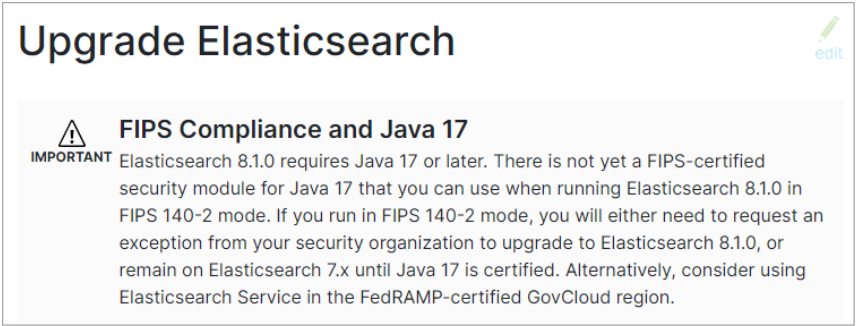 Upgrade Elasticsearch
edit
FIPS Compliance and Java 17
IMPORTANT
Elasticsearch 8.1.0 requires Java 17 or later. There is not yet a FIPS-certified
security module for Java 17 that you can use when running Elasticsearch 8.1.0 in
FIPS 140-2 mode. If you run in FIPS 140-2 mode, you will either need to request an
exception from your security organization to upgrade to Elasticsearch 8.1.0, or
remain on Elasticsearch 7.x until Java 17 is certified. Alternatively, consider using
Elasticsearch Service in the FedRAMP-certified GovCloud region.